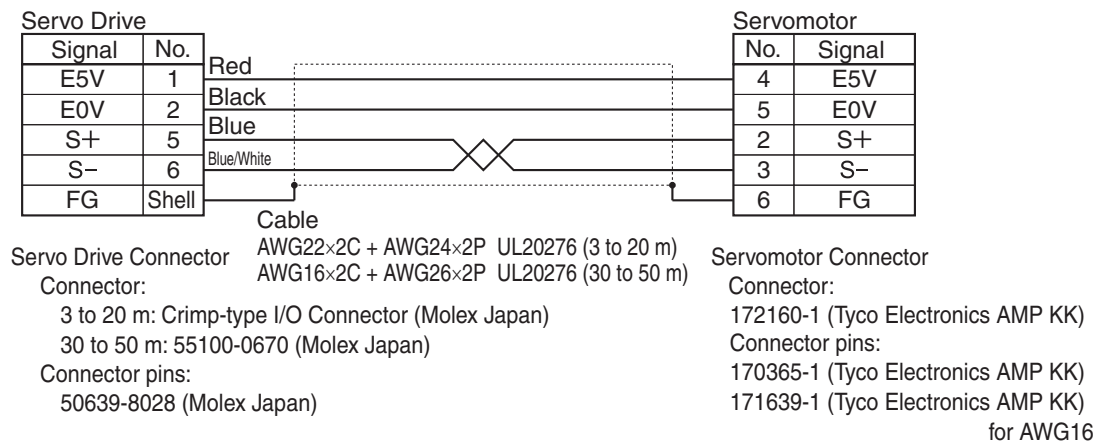 Servo Drive
Servomotor
Signal No.
No. Signal
E5V 1 Red 4 E5V
E0V 2 Black 5 E0V
S+ 5 Blue 2 S+
S− 6 Blue/White 3 S−
FG Shell 6 FG
Cable
AWG22×2C + AWG24×2P UL20276 (3 to 20 m)
AWG16×2C + AWG26×2P UL20276 (30 to 50 m)
Servo Drive Connector
Connector:
3 to 20 m: Crimp-type I/O Connector (Molex Japan)
30 to 50 m: 55100-0670 (Molex Japan)
Connector pins:
50639-8028 (Molex Japan)
Servomotor Connector
Connector:
172160-1 (Tyco Electronics AMP KK)
Connector pins:
170365-1 (Tyco Electronics AMP KK)
171639-1 (Tyco Electronics AMP KK)
for AWG16